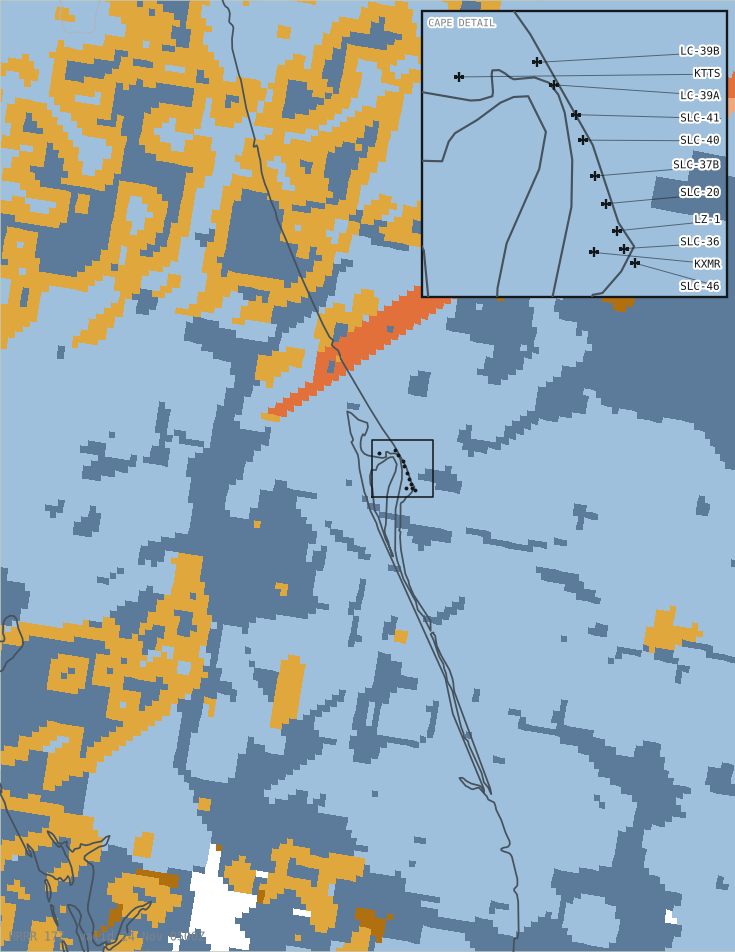 CAPE DETAIL
LC-39B
KTTS
LC-39A
SLC-41
SLC-40
SLC-37B
SLC-20
LZ-1
SLC-36
KXMR
SLC-46